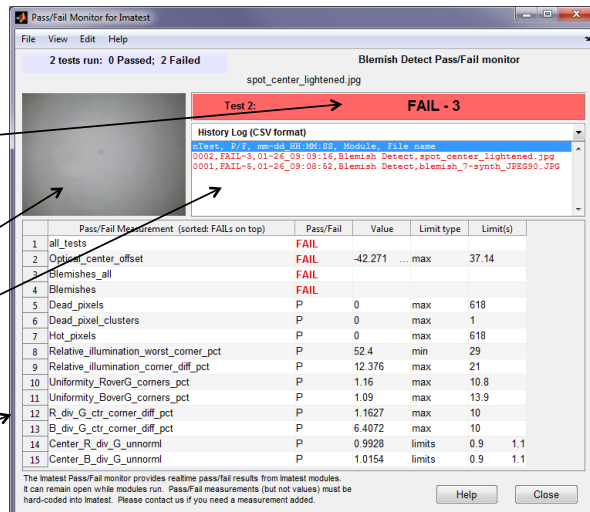 Pass/Fail Monitor for Imatest
File View Edit Help
2 tests run: 0 Passed; 2 Failed
Blemish Detect Pass/Fail monitor
spot_center_lightened.jpg
Test 2: FAIL - 3
History Log (CSV format)
nTest, P/F, mm-dd_HH:MM:SS, Module, File name
0002,FAIL-3,01-26_09:09:16,Blemish Detect,spot_center_lightened.jpg
0001,FAIL-5,01-26_09:08:52,Blemish Detect,blemish_7-synth_JPEG90.JPG
Pass/Fail Measurement (sorted: FAILs on top) Pass/Fail Value Limit type Limit(s)
1 all_tests FAIL
2 Optical_center_offset FAIL -42.271 ... max 37.14
3 Blemishes_all FAIL
4 Blemishes FAIL
5 Dead_pixels P 0 max 618
6 Dead_pixel_clusters P 0 max 1
7 Hot_pixels P 0 max 618
8 Relative_illumination_worst_corner_pct P 52.4 min 29
9 Relative_illumination_corner_diff_pct P 12.376 max 21
10 Uniformity_RoverG_corners_pct P 1.16 max 10.8
11 Uniformity_BoverG_corners_pct P 1.09 max 13.9
12 R_div_G_ctr_corner_diff_pct P 1.1627 max 10
13 B_div_G_ctr_corner_diff_pct P 6.4072 max 10
14 Center_R_div_G_unnorml P 0.9928 limits 0.9 1.1
15 Center_B_div_G_unnorml P 1.0154 limits 0.9 1.1
The Imatest Pass/Fail monitor provides realtime pass/fail results from Imatest modules.
It can remain open while modules run. Pass/Fail measurements (but not values) must be
hard-coded into Imatest. Please contact us if you need a measurement added.
Help Close